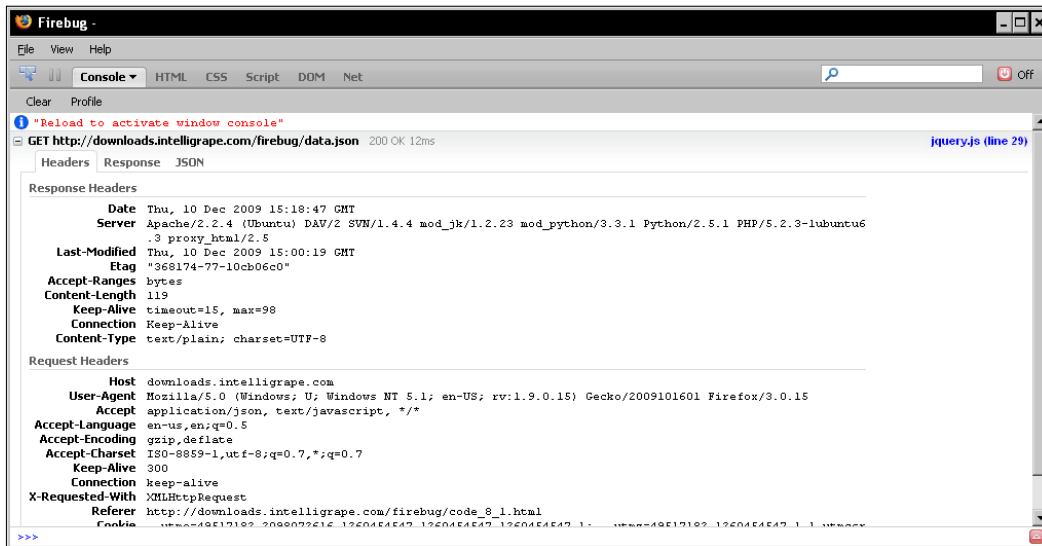 Firebug -
File View Help
Console HTML CSS Script DOM Net Off
Clear Profile
"Reload to activate window console"
GET http://downloads.intelligrape.com/firebug/data.json 200 OK 12ms jquery.js (line 29)
Headers Response JSON
Response Headers
Date Thu, 10 Dec 2009 15:18:47 GMT
Server Apache/2.2.4 (Ubuntu) DAV/2 SVN/1.4.4 mod_jk/1.2.23 mod_python/3.3.1 Python/2.5.1 PHP/5.2.3-1ubuntu6
.3 proxy_html/2.5
Last-Modified Thu, 10 Dec 2009 15:00:19 GMT
Etag "368174-77-10cb06c0"
Accept-Ranges bytes
Content-Length 119
Keep-Alive timeout=15, max=98
Connection Keep-Alive
Content-Type text/plain; charset=UTF-8
Request Headers
Host downloads.intelligrape.com
User-Agent Mozilla/5.0 (Windows; U; Windows NT 5.1; en-US; rv:1.9.0.15) Gecko/2009101601 Firefox/3.0.15
Accept application/json, text/javascript, */*
Accept-Language en-us,en;q=0.5
Accept-Encoding gzip,deflate
Accept-Charset ISO-8859-1,utf-8;q=0.7,*;q=0.7
Keep-Alive 300
Connection keep-alive
X-Requested-With XMLHttpRequest
Referer http://downloads.intelligrape.com/firebug/code_8_1.html
Cookie
>>>